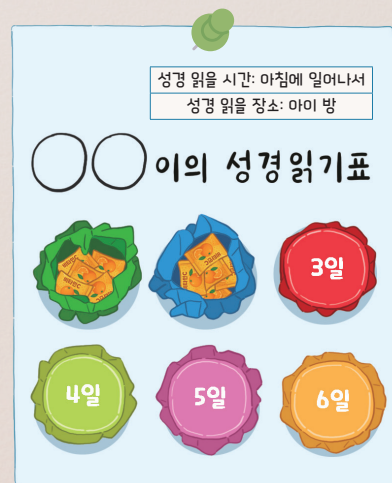 성경 읽을 시간: 아침에 일어나서
성경 읽을 장소: 아이 방
○○이의 성경읽기표
3일
4일 5일 6일